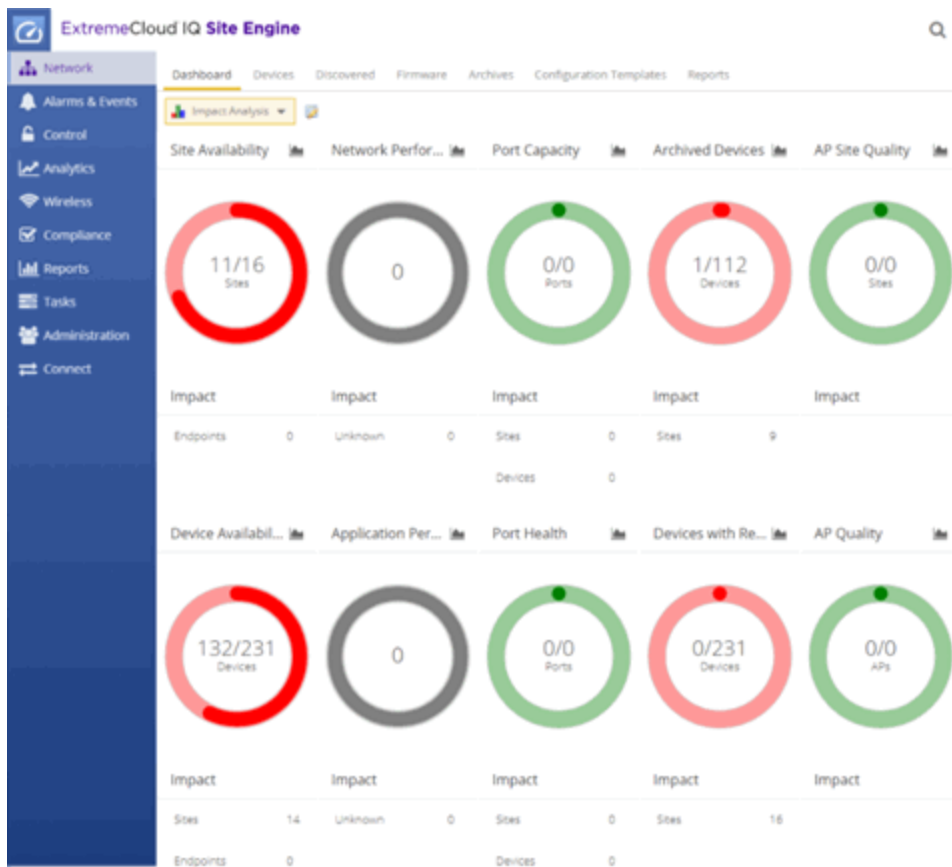 ExtremeCloud IQ Site Engine
Network
Alarms & Events
Control
Analytics
Wireless
Compliance
Reports
Tasks
Administration
Connect
Dashboard Devices Discovered Firmware Archives Configuration Templates Reports
Impact Analysis
Site Availability Network Perfor... Port Capacity Archived Devices AP Site Quality
11/16 0 0/0 1/112 0/0
Sites Ports Devices Sites
Impact Impact Impact Impact Impact
Endpoints 0 Unknown 0 Sites 0 Sites 9
Devices 0
Device Availabil... Application Per... Port Health Devices with Re... AP Quality
132/231 0 0/0 0/231 0/0
Devices Ports Devices APs
Impact Impact Impact Impact Impact
Sites 14 Unknown 0 Sites 0 Sites 16
Endpoints 0 Devices 0